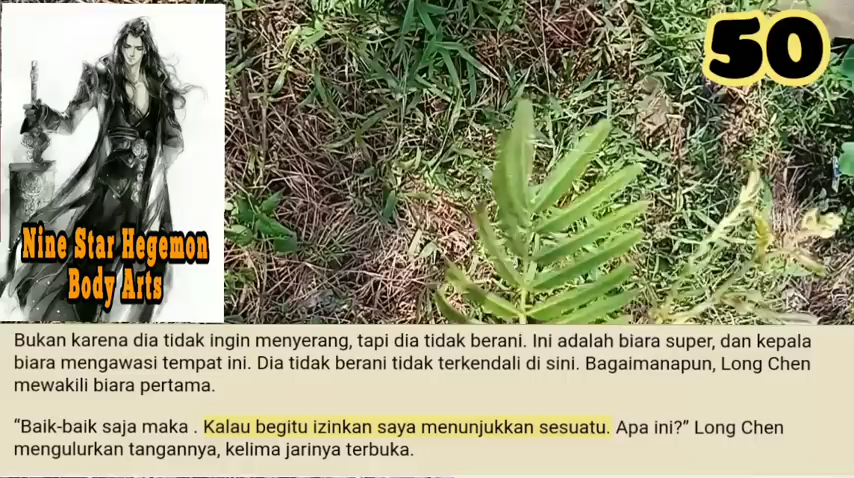 50
Nine Star Hegemon
Body Arts
Bukan karena dia tidak ingin menyerang, tapi dia tidak berani. Ini adalah biara super, dan kepala
biara mengawasi tempat ini. Dia tidak berani tidak terkendali di sini. Bagaimanapun, Long Chen
mewakili biara pertama.
“Baik-baik saja maka . Kalau begitu izinkan saya menunjukkan sesuatu. Apa ini?” Long Chen
mengulurkan tangannya, kelima jarinya terbuka.